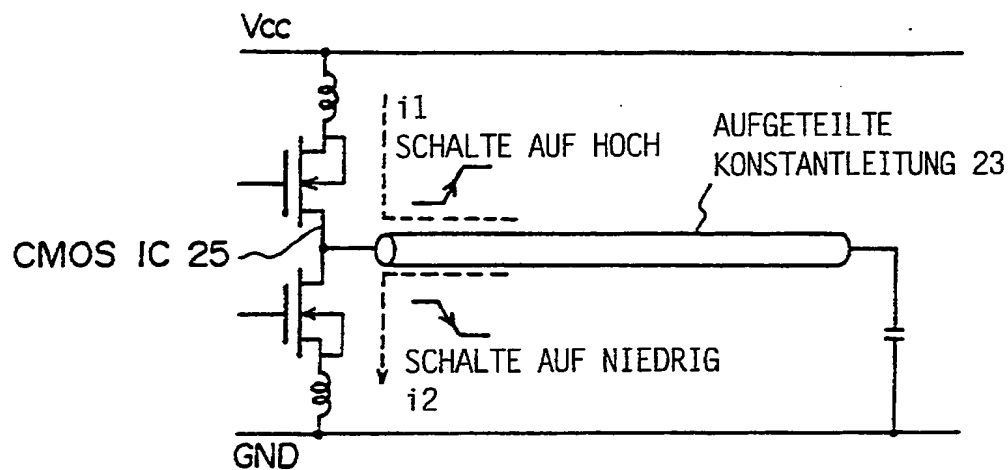 Vcc
i1
SCHALTE AUF HOCH
AUFGETEILTE
KONSTANTLEITUNG 23
CMOS IC 25
SCHALTE AUF NIEDRIG
i2
GND